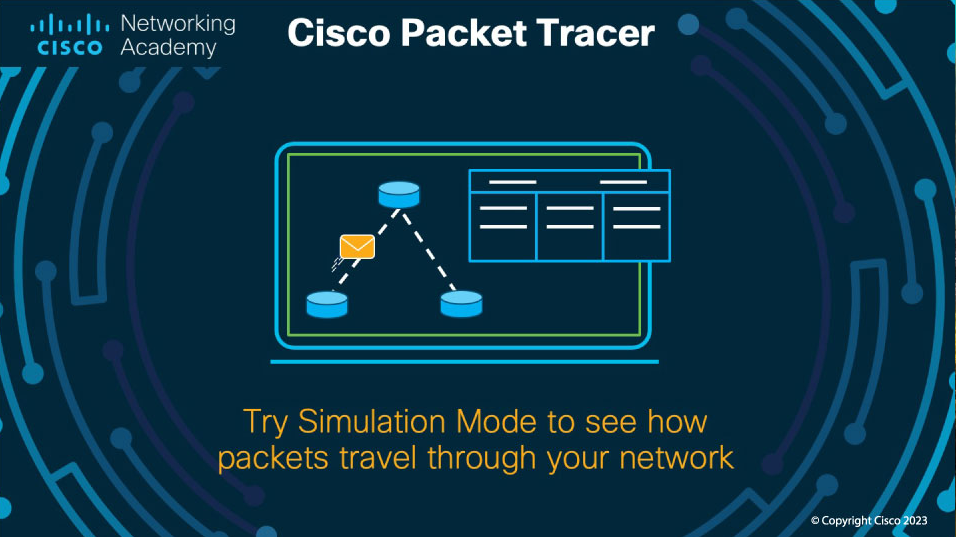 CISCO
Networking
Academy
Cisco Packet Tracer
Try Simulation Mode to see how
packets travel through your network
© Copyright Cisco 2023